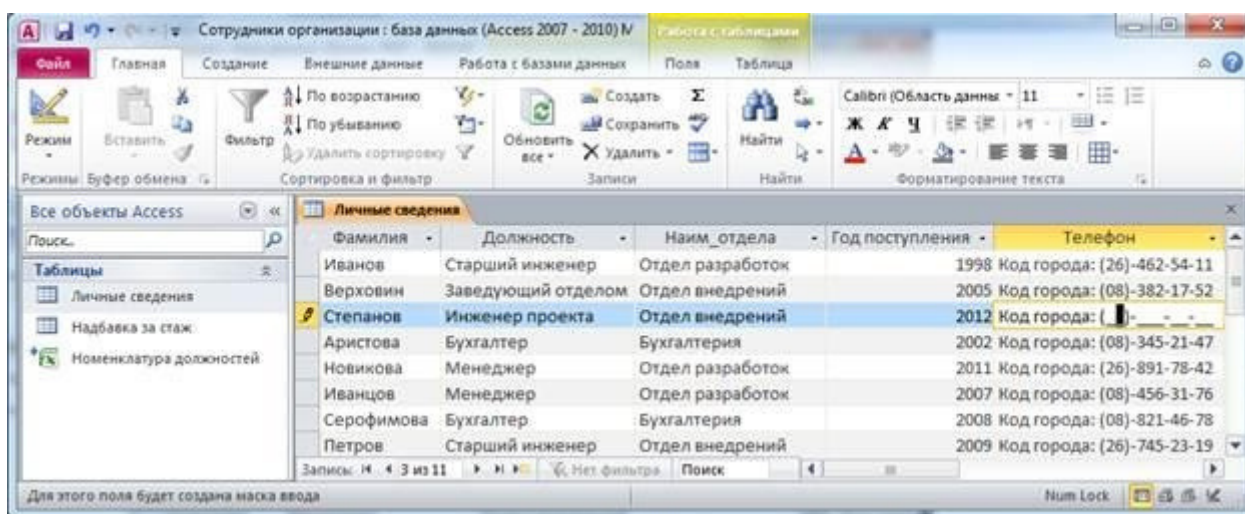 Сотрудники организации : база данных (Access 2007 - 2010) М
Работа с таблицами
Файл Главная Создание Внешние данные Работа с базами данных Поля Таблица
По возрастанию Создать Σ Calibri (Область данных 11
Режим Вставить Фильтр По убыванию Обновить все Сохранить Найти Ж К Ч
Удалить сортировку Удалить А
Режимы Буфер обмена Сортировка и фильтр Записи Найти Форматирование текста
Все объекты Access « Личные сведения
Поиск... Фамилия Должность Наим_отдела Год поступления Телефон
Таблицы Иванов Старший инженер Отдел разработок 1998 Код города: (26)-462-54-11
Личные сведения Верховин Заведующий отделом Отдел внедрений 2005 Код города: (08)-382-17-52
Надбавка за стаж Степанов Инженер проекта Отдел внедрений 2012 Код города: (__)-___-__-__
Номенклатура должностей Аристова Бухгалтер Бухгалтерия 2002 Код города: (08)-345-21-47
Новикова Менеджер Отдел разработок 2011 Код города: (26)-891-78-42
Иванцов Менеджер Отдел разработок 2007 Код города: (08)-456-31-76
Серофимова Бухгалтер Бухгалтерия 2008 Код города: (08)-821-46-78
Петров Старший инженер Отдел внедрений 2009 Код города: (26)-745-23-19
Запись: 3 из 11 Нет фильтра Поиск
Для этого поля будет создана маска ввода Num Lock